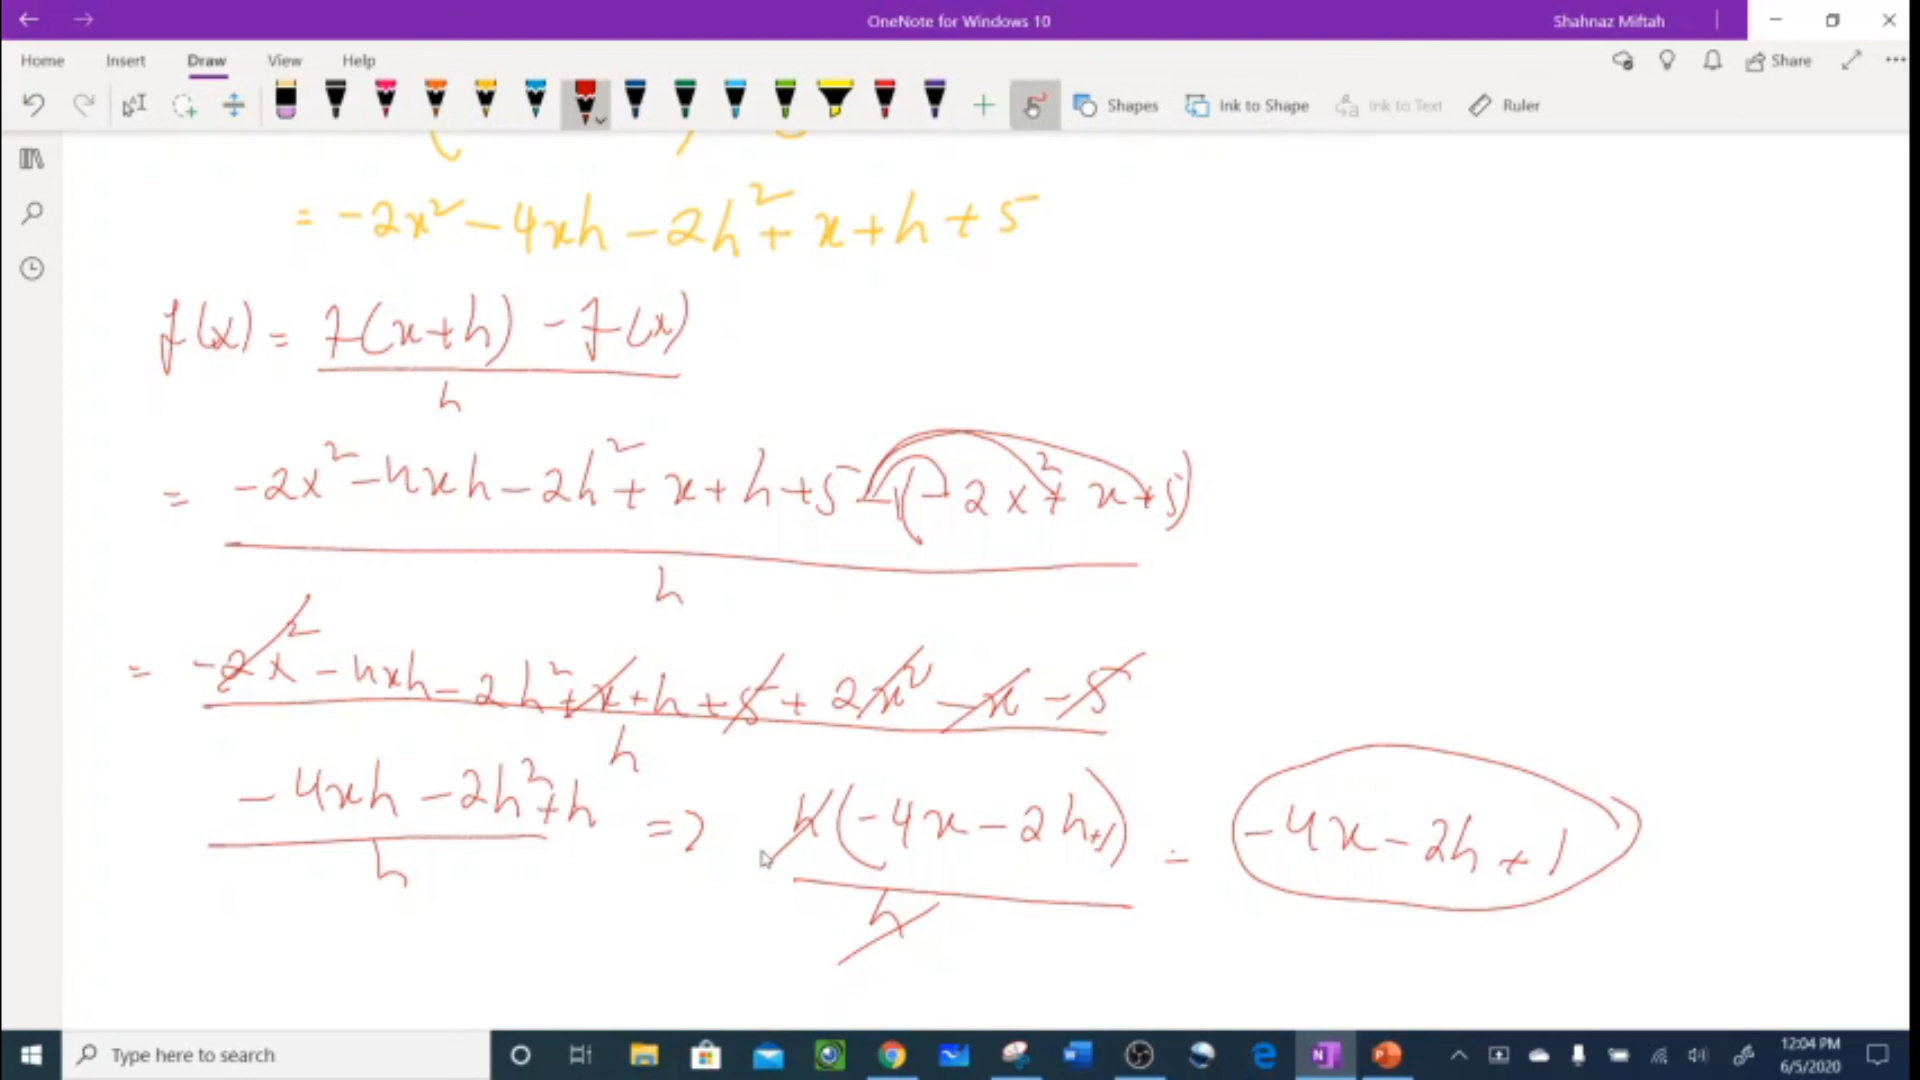 OneNote for Windows 10
Shahnaz Miftah
Home Insert Draw View Help
Share
Shapes Ink to Shape Ink to Text Ruler
= -2x² - 4xh - 2h² + x + h + 5
f(x) = f(x+h) - f(x)
h
= -2x² - 4xh - 2h² + x + h + 5 - 1(-2x² + x + 5)
h
= -2x² - 4xh - 2h² + x + h + 5 + 2x² - x - 5
h
-4xh - 2h² + h => h(-4x - 2h + 1) = -4x - 2h + 1
h h
Type here to search
12:04 PM
6/5/2020